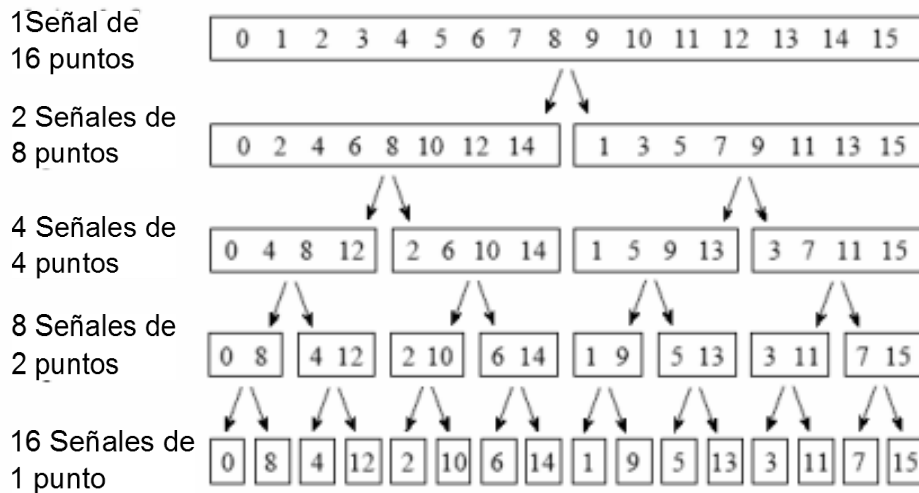 1Señal de
16 puntos
0 1 2 3 4 5 6 7 8 9 10 11 12 13 14 15
2 Señales de
8 puntos
0 2 4 6 8 10 12 14 1 3 5 7 9 11 13 15
4 Señales de
4 puntos
0 4 8 12 2 6 10 14 1 5 9 13 3 7 11 15
8 Señales de
2 puntos
0 8 4 12 2 10 6 14 1 9 5 13 3 11 7 15
16 Señales de
1 punto
0 8 4 12 2 10 6 14 1 9 5 13 3 11 7 15